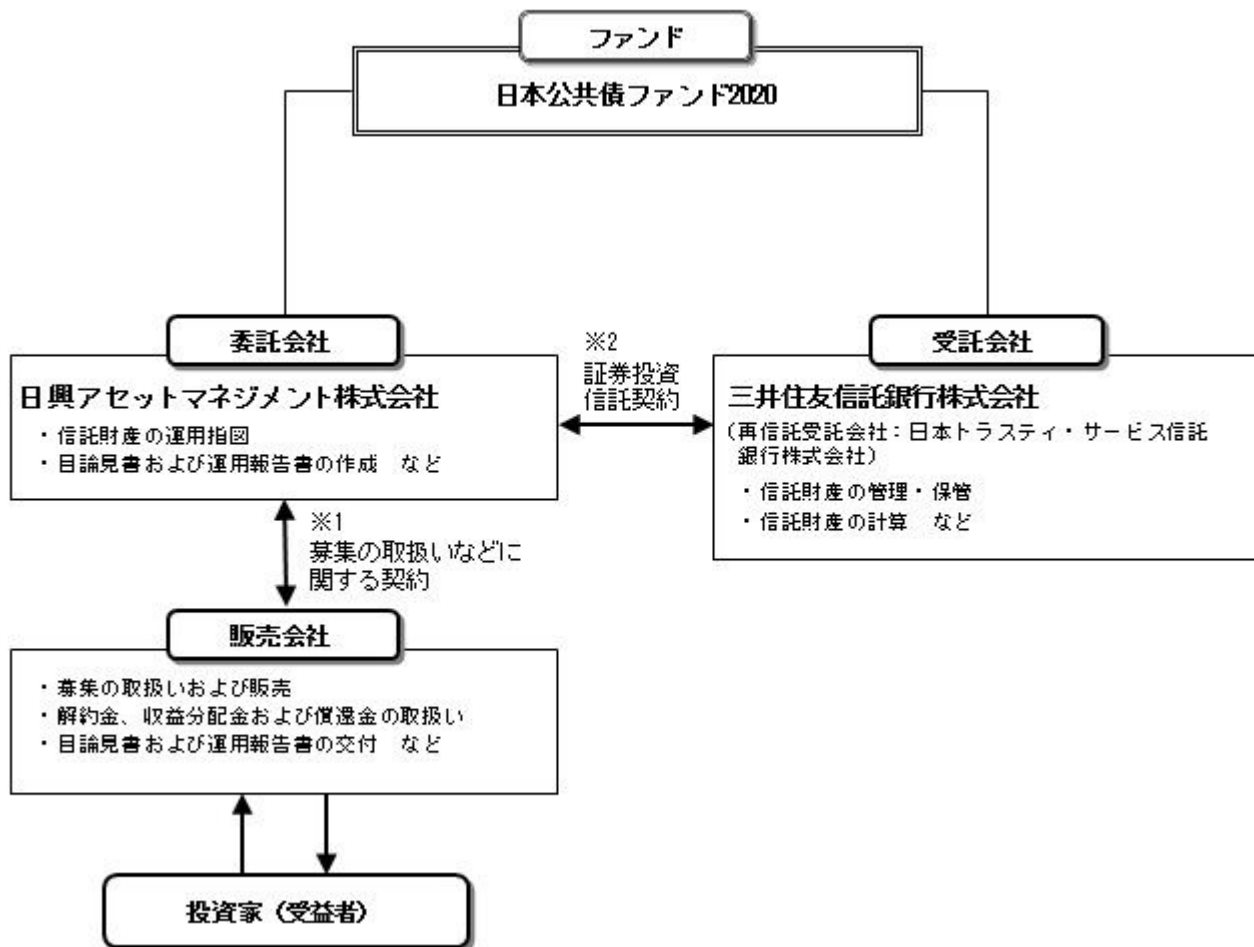 ファンド
日本公共債ファンド2020
委託会社
日興アセットマネジメント株式会社
・信託財産の運用指図
・目論見書および運用報告書の作成　など
※2
証券投資
信託契約
受託会社
三井住友信託銀行株式会社
（再信託受託会社：日本トラスティ・サービス信託
銀行株式会社）
・信託財産の管理・保管
・信託財産の計算　など
※1
募集の取扱いなどに
関する契約
販売会社
・募集の取扱いおよび販売
・解約金、収益分配金および償還金の取扱い
・目論見書および運用報告書の交付　など
投資家（受益者）